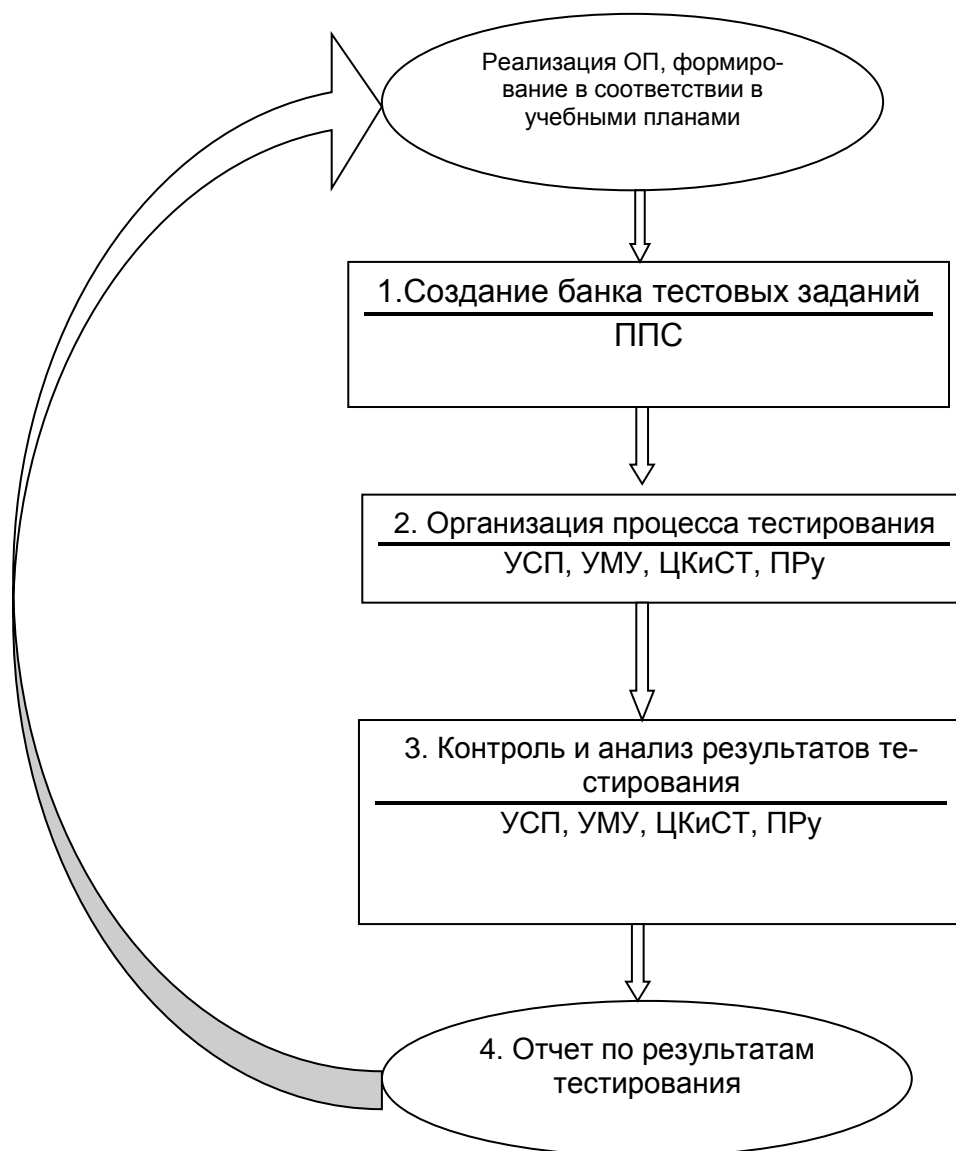 Реализация ОП, формиро-
вание в соответствии в
учебными планами
1.Создание банка тестовых заданий
ППС
2. Организация процесса тестирования
УСП, УМУ, ЦКиСТ, ПРу
3. Контроль и анализ результатов те-
стирования
УСП, УМУ, ЦКиСТ, ПРу
4. Отчет по результатам
тестирования